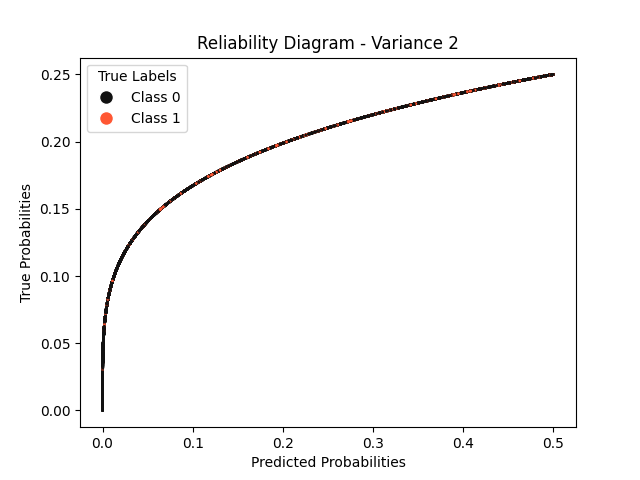 Reliability Diagram - Variance 2
True Labels
Class 0
Class 1
True Probabilities
0.25
0.20
0.15
0.10
0.05
0.00
0.0 0.1 0.2 0.3 0.4 0.5
Predicted Probabilities